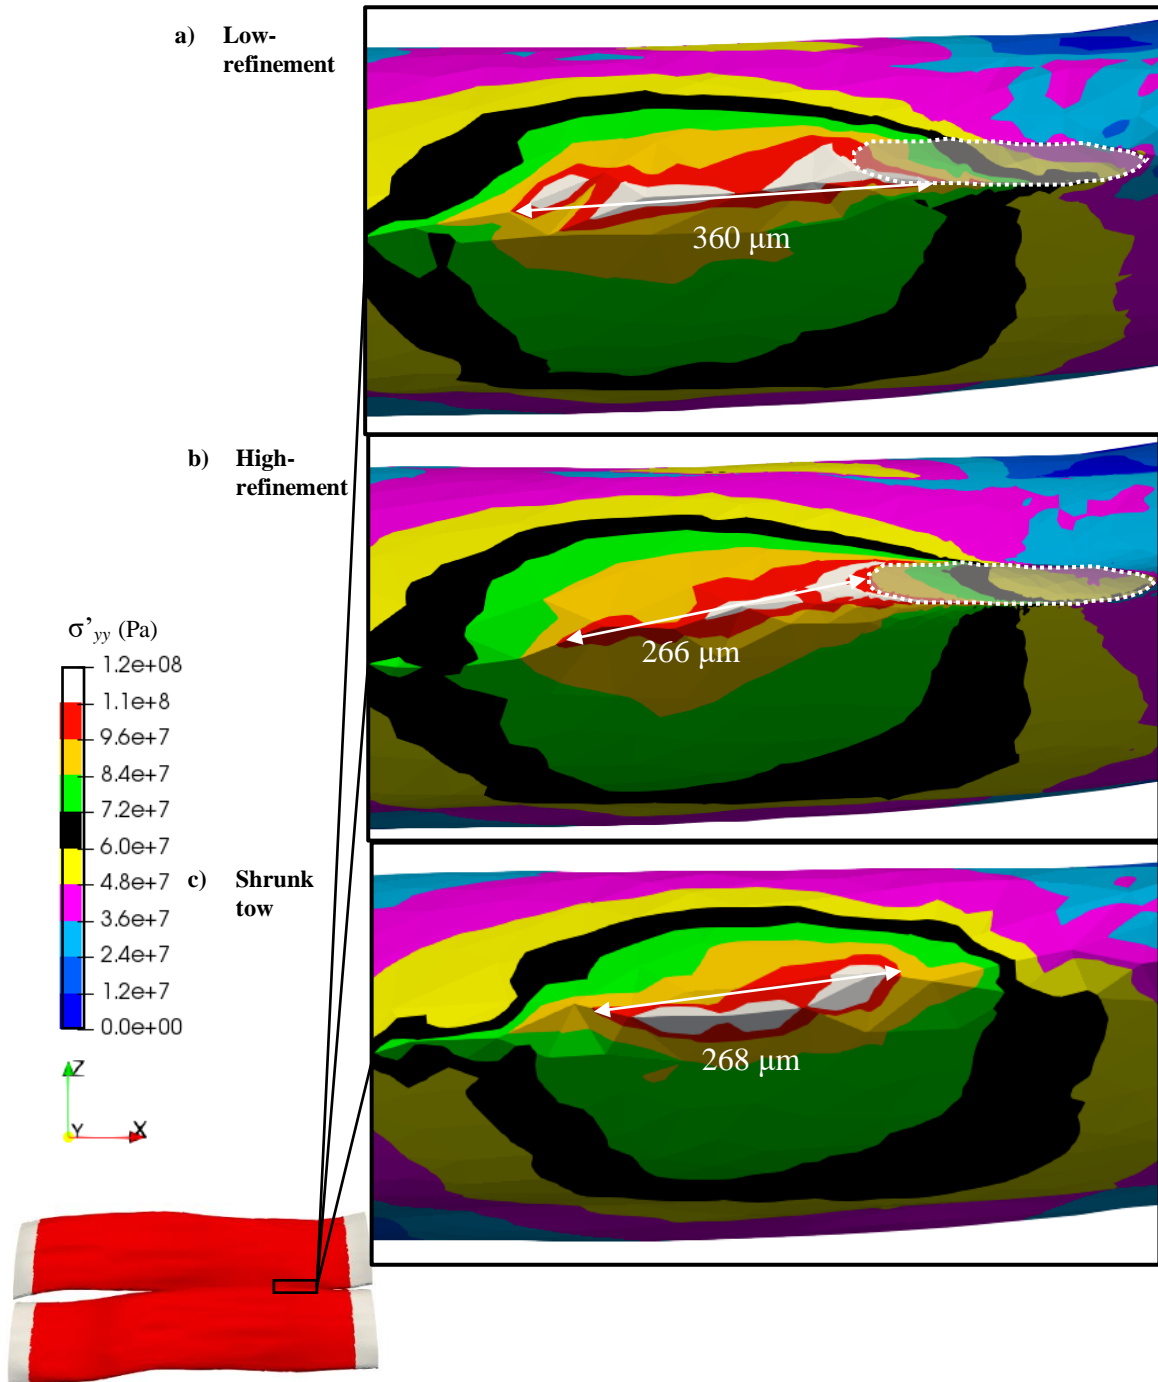 a) Low-
refinement
360 μm
b) High-
refinement
266 μm
σ’yy (Pa)
1.2e+08
1.1e+8
9.6e+7
8.4e+7
7.2e+7
6.0e+7
4.8e+7
3.6e+7
2.4e+7
1.2e+7
0.0e+00
c) Shrunk
tow
268 μm
Z
Y X